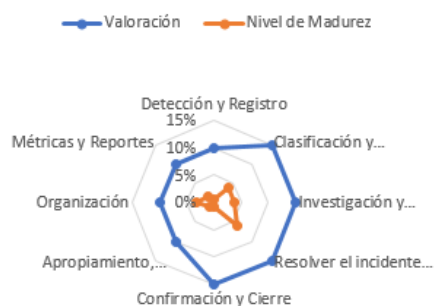 Valoración
Nivel de Madurez
Detección y Registro
15%
Métricas y Reportes
10%
Clasificación y...
5%
Organización
0%
Investigación y...
Apropiamiento,...
Resolver el incidente...
Confirmación y Cierre